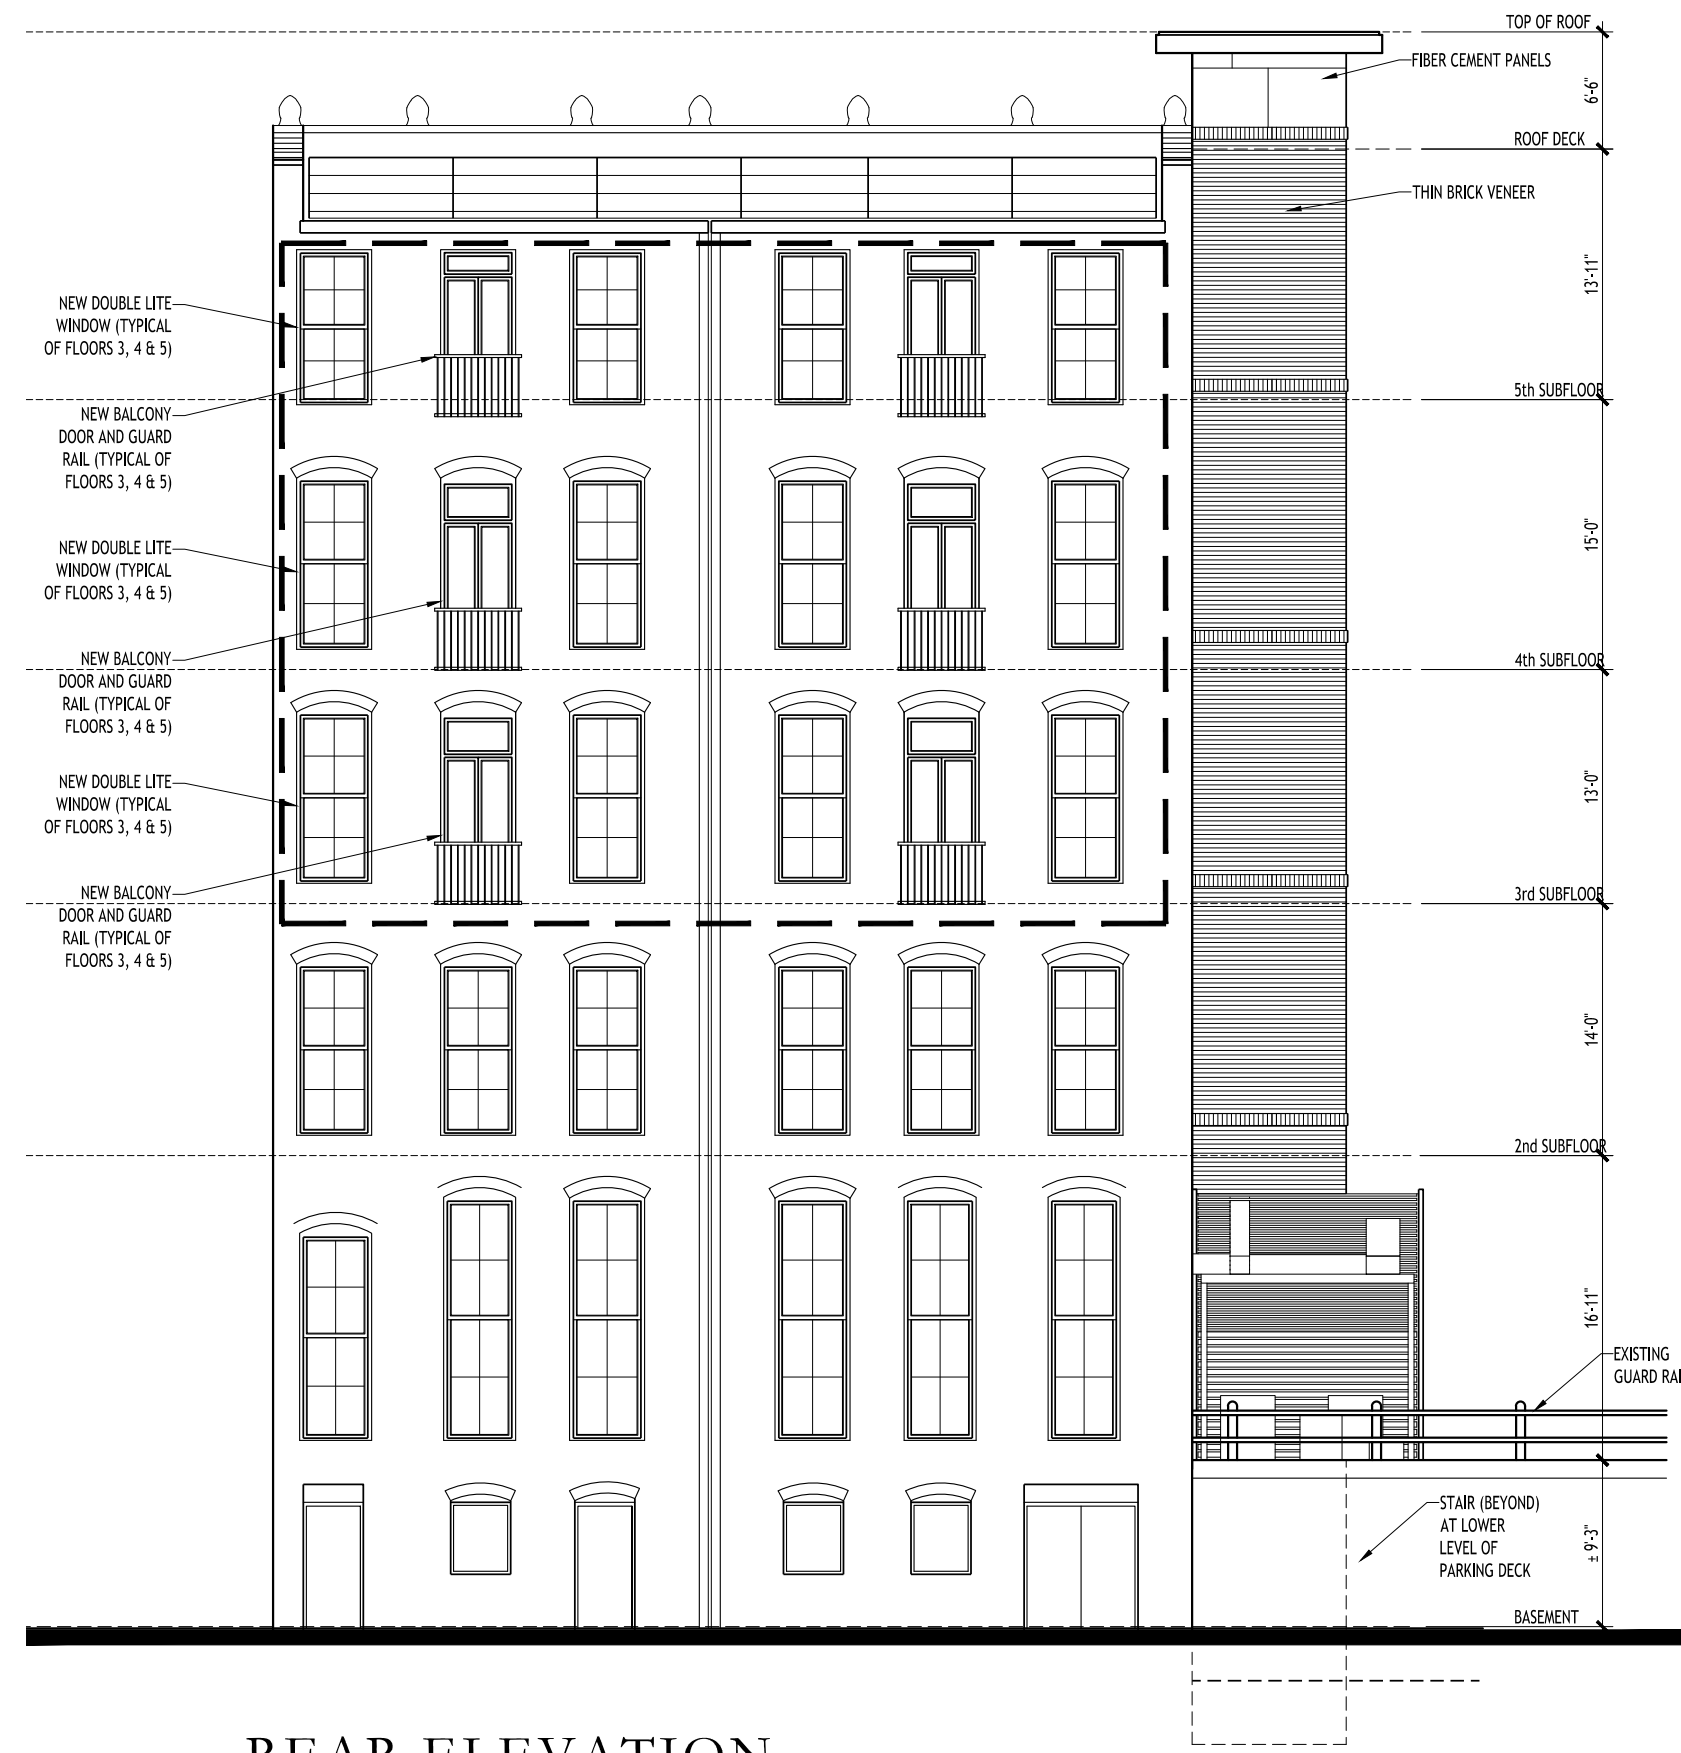 TOP OF ROOF
FIBER CEMENT PANELS
6'-6"
ROOF DECK
THIN BRICK VENEER
13'-11"
NEW DOUBLE LITE
WINDOW (TYPICAL
OF FLOORS 3, 4 & 5)
5th SUBFLOOR
NEW BALCONY
DOOR AND GUARD
RAIL (TYPICAL OF
FLOORS 3, 4 & 5)
15'-0"
NEW DOUBLE LITE
WINDOW (TYPICAL
OF FLOORS 3, 4 & 5)
4th SUBFLOOR
NEW BALCONY
DOOR AND GUARD
RAIL (TYPICAL OF
FLOORS 3, 4 & 5)
13'-0"
NEW DOUBLE LITE
WINDOW (TYPICAL
OF FLOORS 3, 4 & 5)
3rd SUBFLOOR
NEW BALCONY
DOOR AND GUARD
RAIL (TYPICAL OF
FLOORS 3, 4 & 5)
14'-0"
2nd SUBFLOOR
16'-11"
EXISTING
GUARD RAI
STAIR (BEYOND)
AT LOWER
LEVEL OF
PARKING DECK
± 9'-3"
BASEMENT
REAR ELEVATION